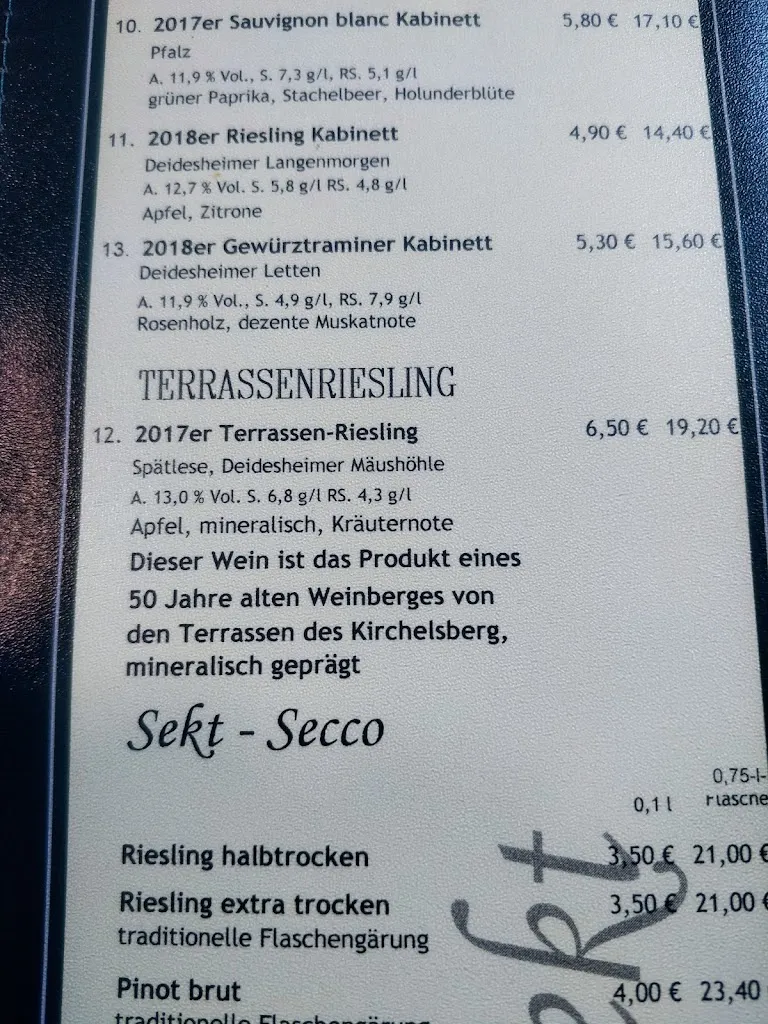 10. 2017er Sauvignon blanc Kabinett 5,80 € 17,10 €
Pfalz
A. 11,9 % Vol., S. 7,3 g/l, RS. 5,1 g/l
grüner Paprika, Stachelbeer, Holunderblüte
11. 2018er Riesling Kabinett 4,90 € 14,40 €
Deidesheimer Langenmorgen
A. 12,7 % Vol. S. 5,8 g/l RS. 4,8 g/l
Apfel, Zitrone
13. 2018er Gewürztraminer Kabinett 5,30 € 15,60 €
Deidesheimer Letten
A. 11,9 % Vol., S. 4,9 g/l, RS. 7,9 g/l
Rosenholz, dezente Muskatnote
TERRASSENRIESLING
12. 2017er Terrassen-Riesling 6,50 € 19,20 €
Spätlese, Deidesheimer Mäushöhle
A. 13,0 % Vol. S. 6,8 g/l RS. 4,3 g/l
Apfel, mineralisch, Kräuternote
Dieser Wein ist das Produkt eines
50 Jahre alten Weinberges von
den Terrassen des Kirchelsberg,
mineralisch geprägt
Sekt - Secco
0,75-l-
0,1 l Flasche
Riesling halbtrocken 3,50 € 21,00 €
Riesling extra trocken 3,50 € 21,00 €
traditionelle Flaschengärung
Pinot brut 4,00 € 23,40
traditionelle Flaschengärung